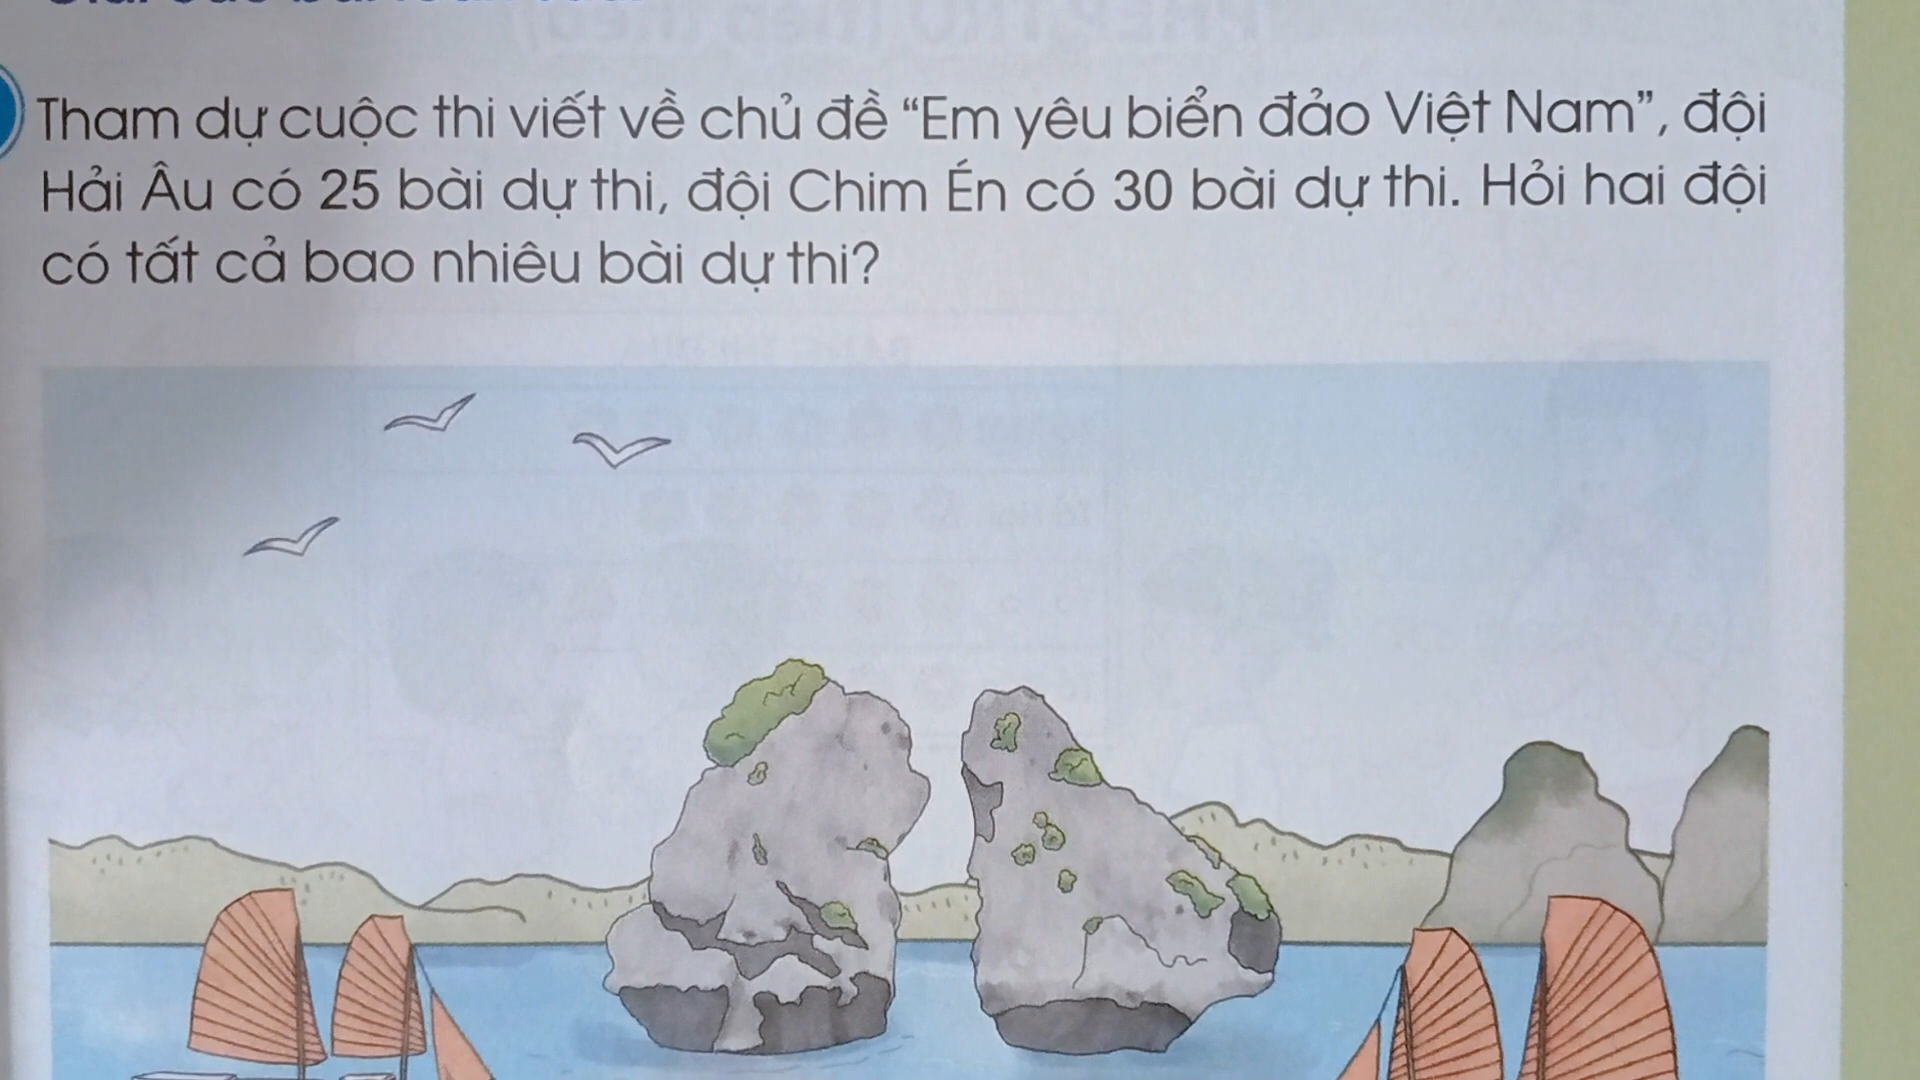 Tham dự cuộc thi viết về chủ đề “Em yêu biển đảo Việt Nam”, đội
Hải Âu có 25 bài dự thi, đội Chim Én có 30 bài dự thi. Hỏi hai đội
có tất cả bao nhiêu bài dự thi?